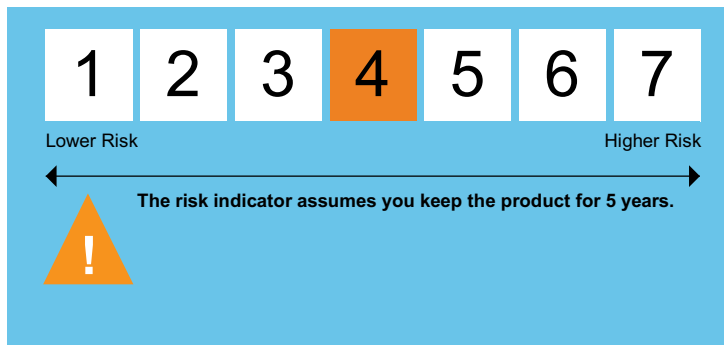 1 2 3 4 5 6 7
Lower Risk Higher Risk
The risk indicator assumes you keep the product for 5 years.
!